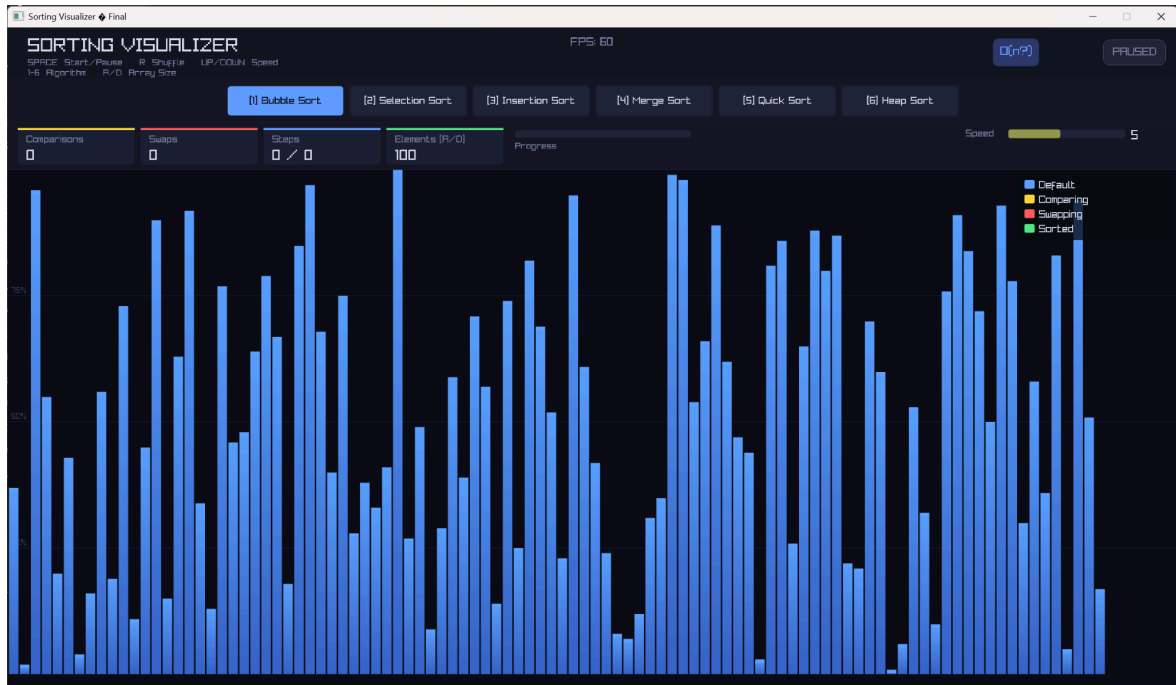 Sorting Visualizer � Final
SORTING VISUALIZER
FPS: 60
O(n?)
PAUSED
SPACE Start/Pause R Shuffle UP/DOWN Speed
1-6 Algorithm A/D Array Size
[1] Bubble Sort
[2] Selection Sort
[3] Insertion Sort
[4] Merge Sort
[5] Quick Sort
[6] Heap Sort
Comparisons
0
Swaps
0
Steps
0 / 0
Elements [A/D]
100
Progress
Speed
5
Default
Comparing
Swapping
Sorted
75%
50%